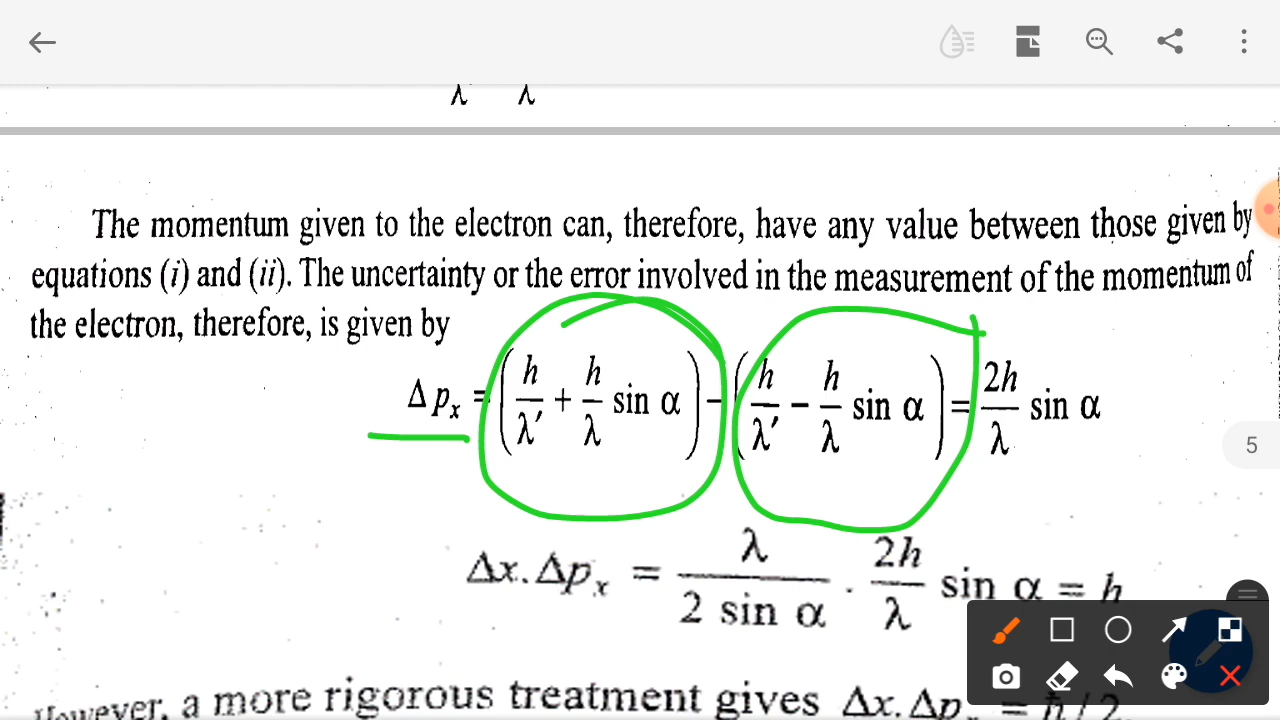 λ λ
The momentum given to the electron can, therefore, have any value between those given by
equations (i) and (ii). The uncertainty or the error involved in the measurement of the momentum of
the electron, therefore, is given by
Δpₓ = (h/λ′ + h/λ sin α) − (h/λ′ − h/λ sin α) = 2h/λ sin α
5
Δx.Δpₓ = λ/(2 sin α) . 2h/λ sin α = h
However, a more rigorous treatment gives Δx.Δpₓ = ħ/2